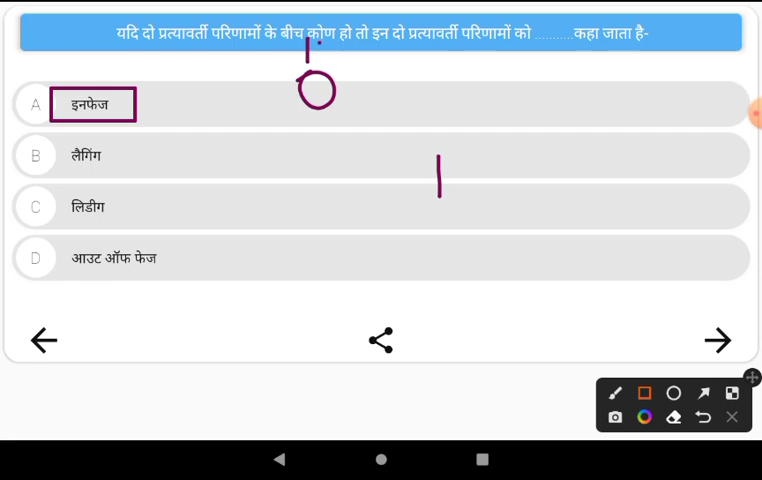 यदि दो प्रत्यावर्ती परिणामों के बीच कोण हो तो इन दो प्रत्यावर्ती परिणामों को ..........कहा जाता है-
A इनफेज
B लैगिंग
C लिडीग
D आउट ऑफ फेज